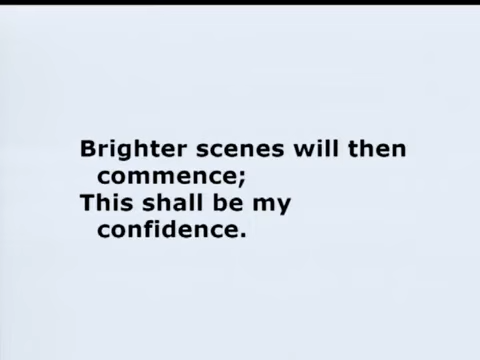 Brighter scenes will then
commence;
This shall be my
confidence.